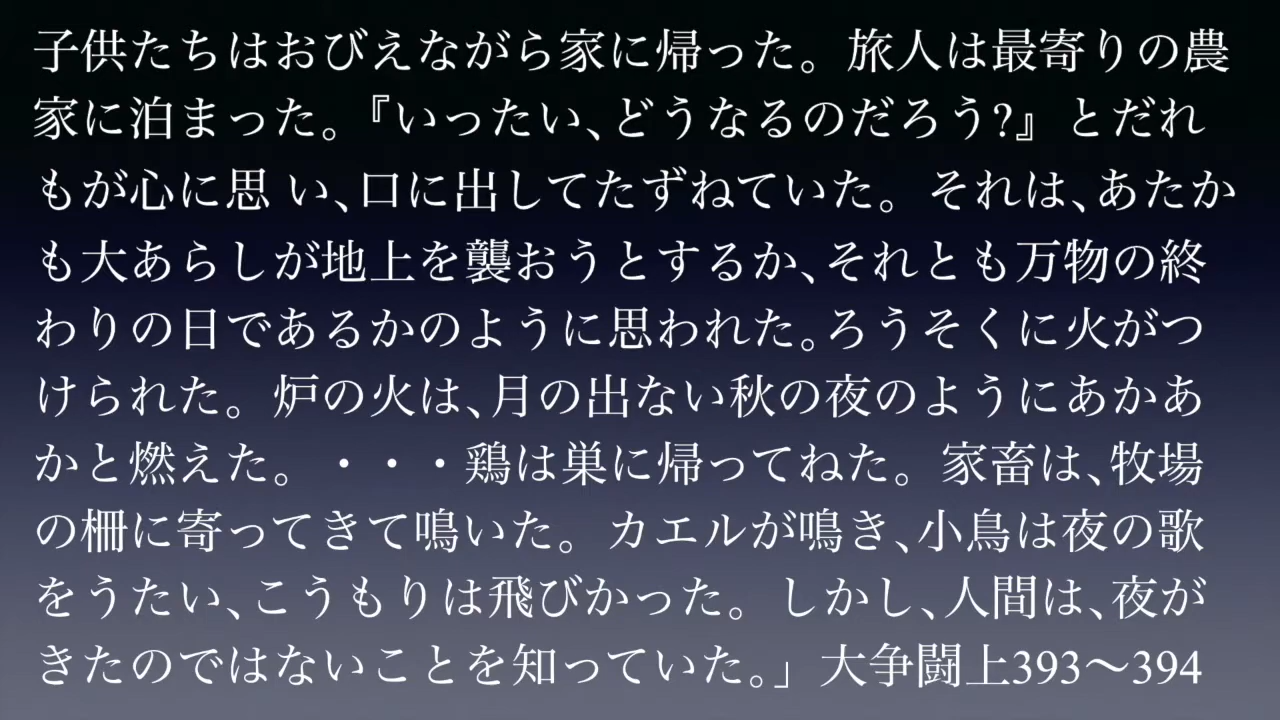 子供たちはおびえながら家に帰った。旅人は最寄りの農
家に泊まった。『いったい、どうなるのだろう?』とだれ
もが心に思 い、口に出してたずねていた。それは、あたか
も大あらしが地上を襲おうとするか、それとも万物の終
わりの日であるかのように思われた。ろうそくに火がつ
けられた。炉の火は、月の出ない秋の夜のようにあかあ
かと燃えた。・・・鶏は巣に帰ってねた。家畜は、牧場
の柵に寄ってきて鳴いた。カエルが鳴き、小鳥は夜の歌
をうたい、こうもりは飛びかった。しかし、人間は、夜が
きたのではないことを知っていた。」大争闘上393〜394